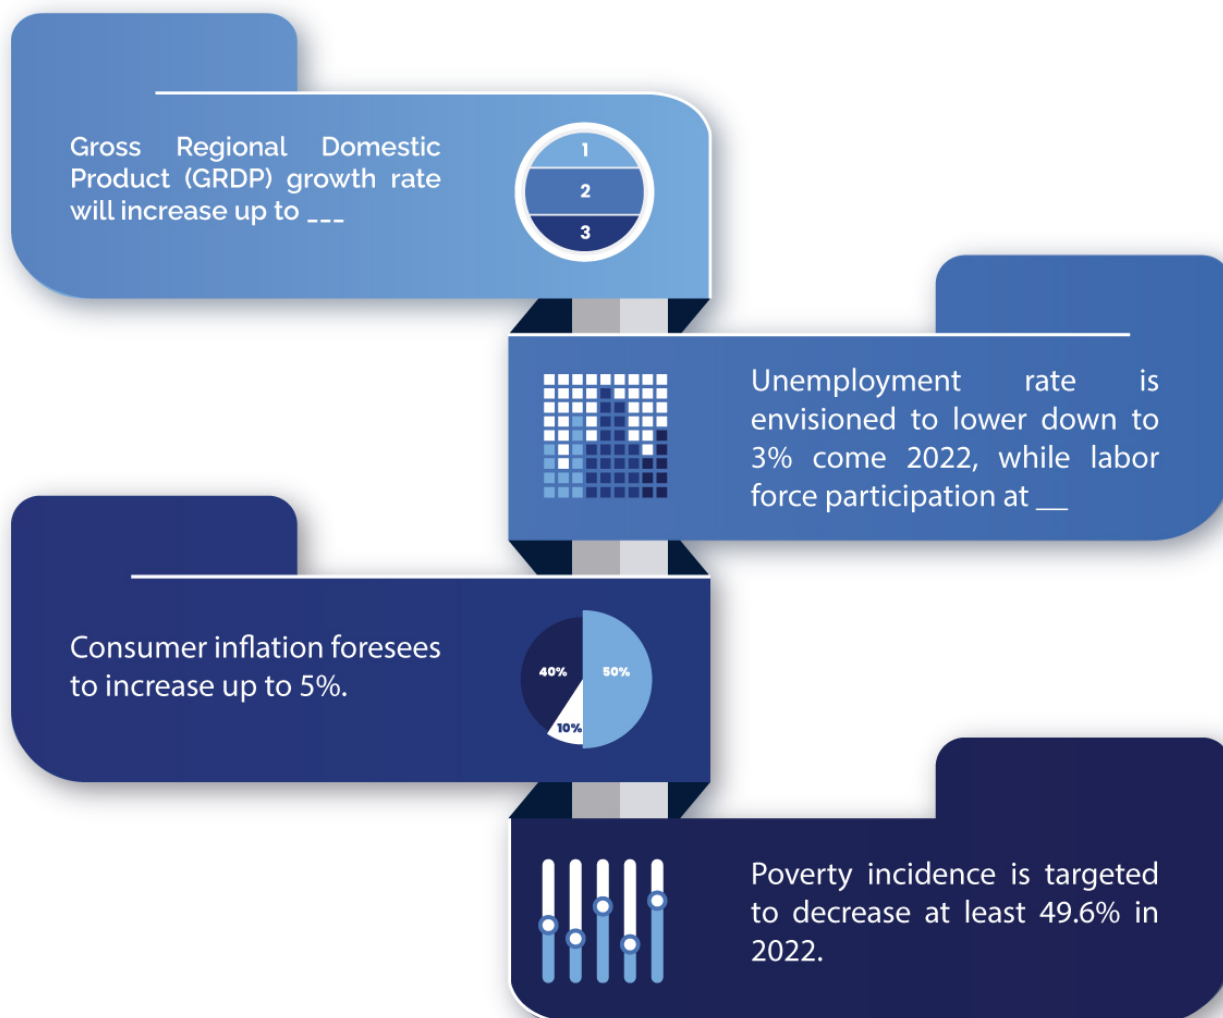 Gross Regional Domestic
Product (GRDP) growth rate
will increase up to ___
1
2
3
Unemployment rate is
envisioned to lower down to
3% come 2022, while labor
force participation at __
Consumer inflation foresees
to increase up to 5%.
40%
50%
10%
Poverty incidence is targeted
to decrease at least 49.6% in
2022.